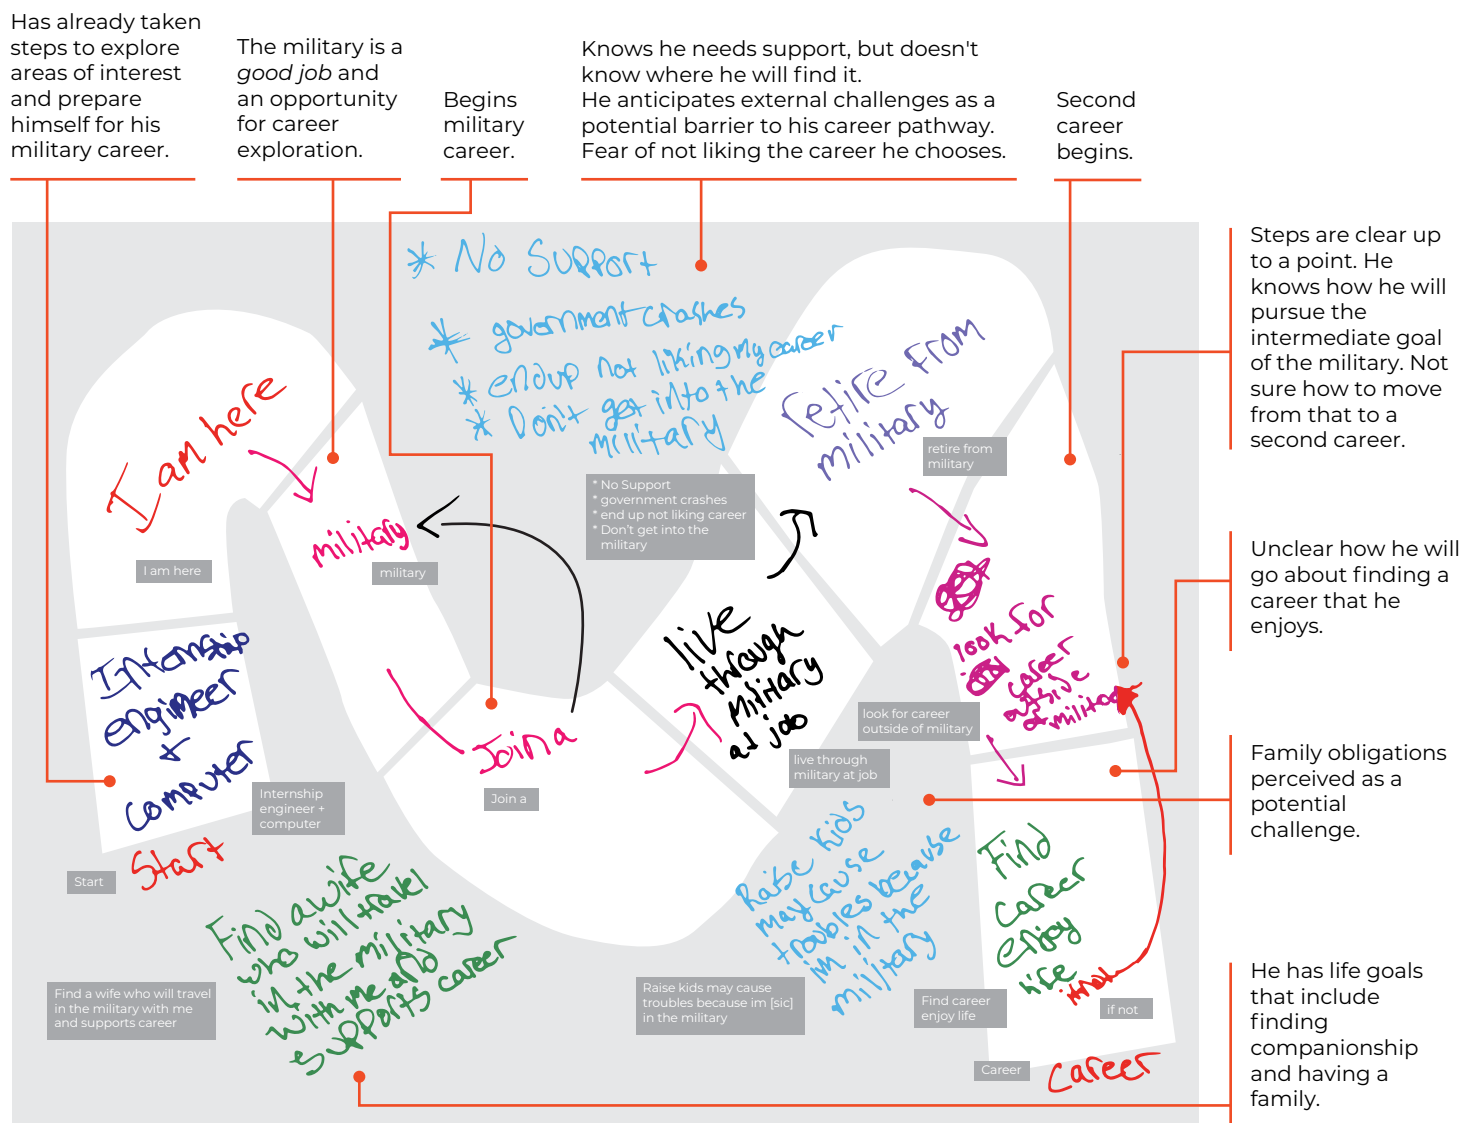 Has already taken
steps to explore
areas of interest
and prepare
himself for his
military career.
The military is a
good job and
an opportunity
for career
exploration.
Begins
military
career.
Knows he needs support, but doesn't
know where he will find it.
He anticipates external challenges as a
potential barrier to his career pathway.
Fear of not liking the career he chooses.
Second
career
begins.
Steps are clear up
to a point. He
knows how he will
pursue the
intermediate goal
of the military. Not
sure how to move
from that to a
second career.
Unclear how he will
go about finding a
career that he
enjoys.
Family obligations
perceived as a
potential
challenge.
He has life goals
that include
finding
companionship
and having a
family.
* No Support
* government crashes
* end up not liking my career
* Don't get into the
military
* No Support
* government crashes
* end up not liking career
* Don't get into the
military
I am here
I am here
military
military
Internship
engineer
+
computer
Internship
engineer +
computer
Start
Start
Join a
Join a
live
through
military
at job
live through
military at job
retire from
military
retire from
military
look for
career
outside
of military
look for career
outside of military
Find a wife
who will travel
in the military
with me and
supports career
Find a wife who will travel
in the military with me
and supports career
Raise kids
may cause
troubles because
im in the
military
Raise kids may cause
troubles because im [sic]
in the military
Find
career
enjoy
life
Find career
enjoy life
if not
if not
Career
Career